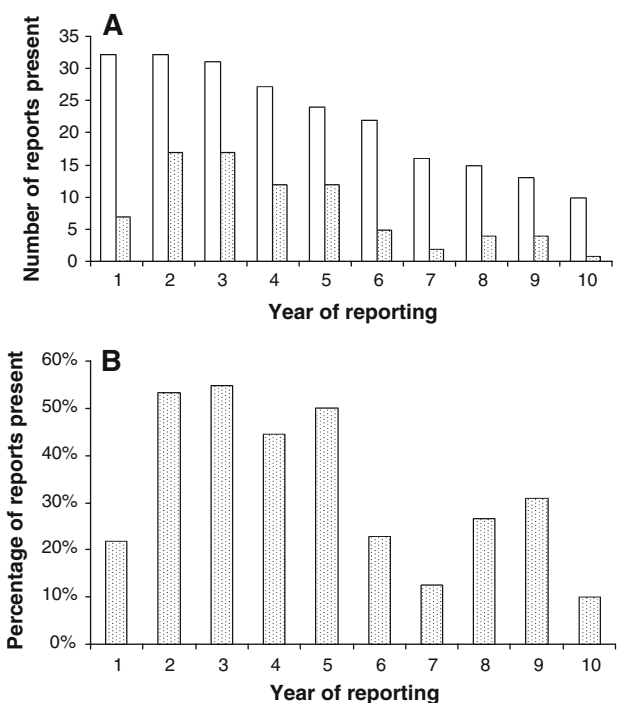 A
Number of reports present
35
30
25
20
15
10
5
0
1 2 3 4 5 6 7 8 9 10
Year of reporting
B
Percentage of reports present
60%
50%
40%
30%
20%
10%
0%
1 2 3 4 5 6 7 8 9 10
Year of reporting